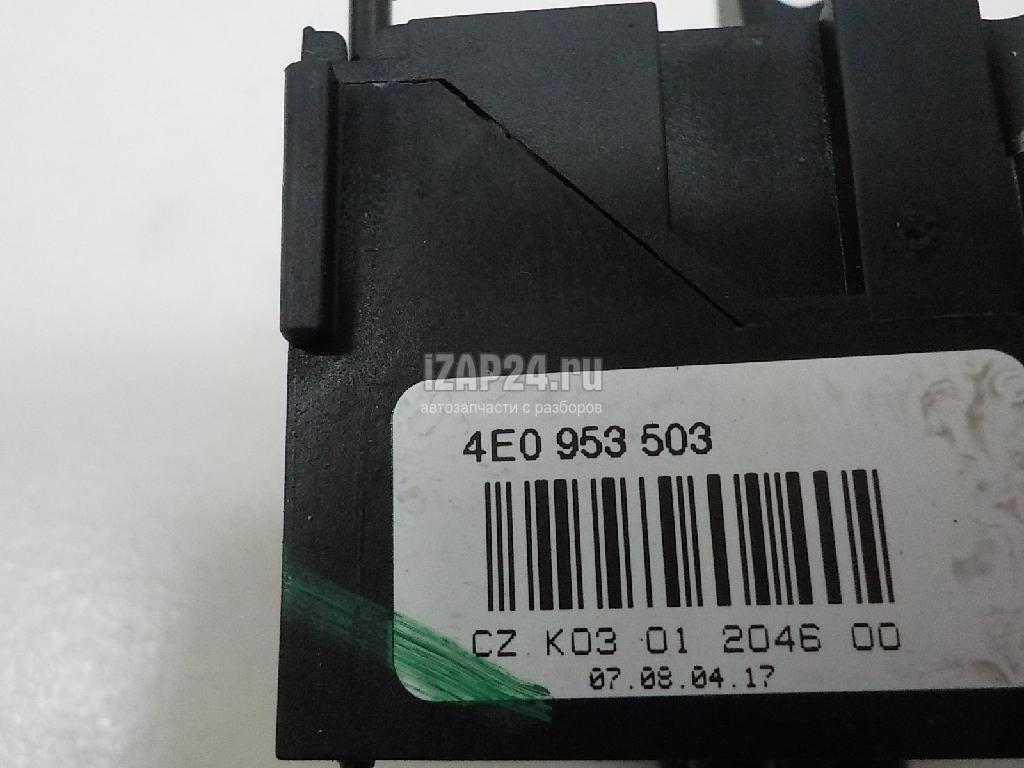 iZAP24.ru
автозапчасти с разборов
4E0 953 503
CZ K03 01 2046 00
07.08.04.17